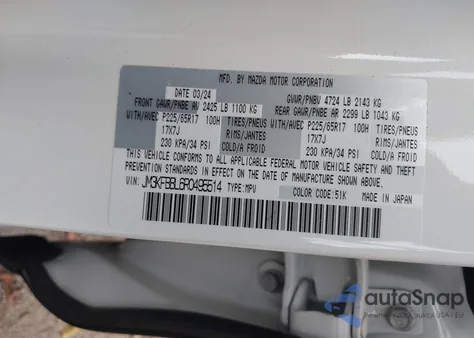 MFD BY MAZDA MOTOR CORPORATION
DATE 03/24 GVWR/PNBV 4724 LB 2143 KG
FRONT GAWR/PNBE AV 2425 LB 1100 KG REAR GAWR/PNBE AR 2299 LB 1043 KG
WITH/AVEC P225/65R17 100H TIRES/PNEUS WITH/AVEC P225/65R17 100H TIRES/PNEUS
17X7J RIMS/JANTES 17X7J RIMS/JANTES
230 KPA/34 PSI COLD/A FROID 230 KPA/34 PSI COLD/A FROID
THIS VEHICLE CONFORMS TO ALL APPLICABLE FEDERAL MOTOR VEHICLE SAFETY AND THEFT
PREVENTION STANDARDS IN EFFECT ON THE DATE OF MANUFACTURE SHOWN ABOVE.
VIN: JM3KFBBL6R0495514 TYPE:MPV COLOR CODE:51K MADE IN JAPAN
autoSnap